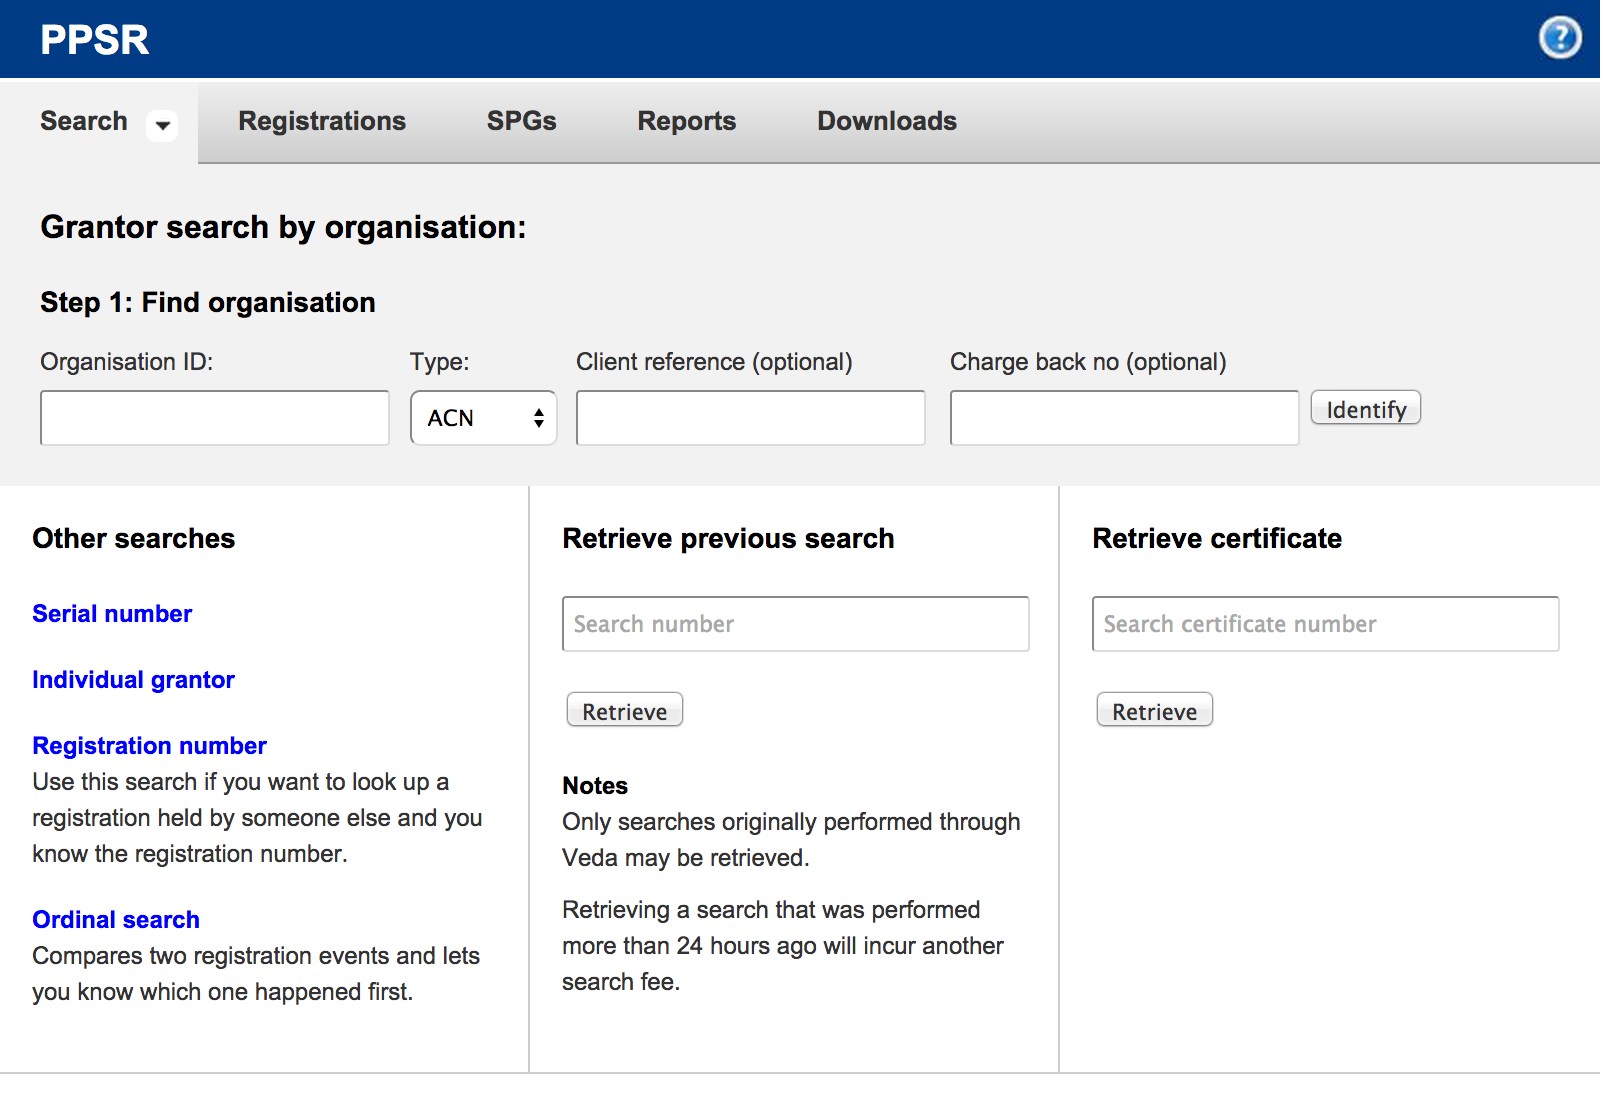 PPSR
?
Search
Registrations
SPGs
Reports
Downloads
Grantor search by organisation:
Step 1: Find organisation
Organisation ID:
Type:
Client reference (optional)
Charge back no (optional)
ACN
Identify
Other searches
Serial number
Individual grantor
Registration number
Use this search if you want to look up a
registration held by someone else and you
know the registration number.
Ordinal search
Compares two registration events and lets
you know which one happened first.
Retrieve previous search
Search number
Retrieve
Notes
Only searches originally performed through
Veda may be retrieved.
Retrieving a search that was performed
more than 24 hours ago will incur another
search fee.
Retrieve certificate
Search certificate number
Retrieve